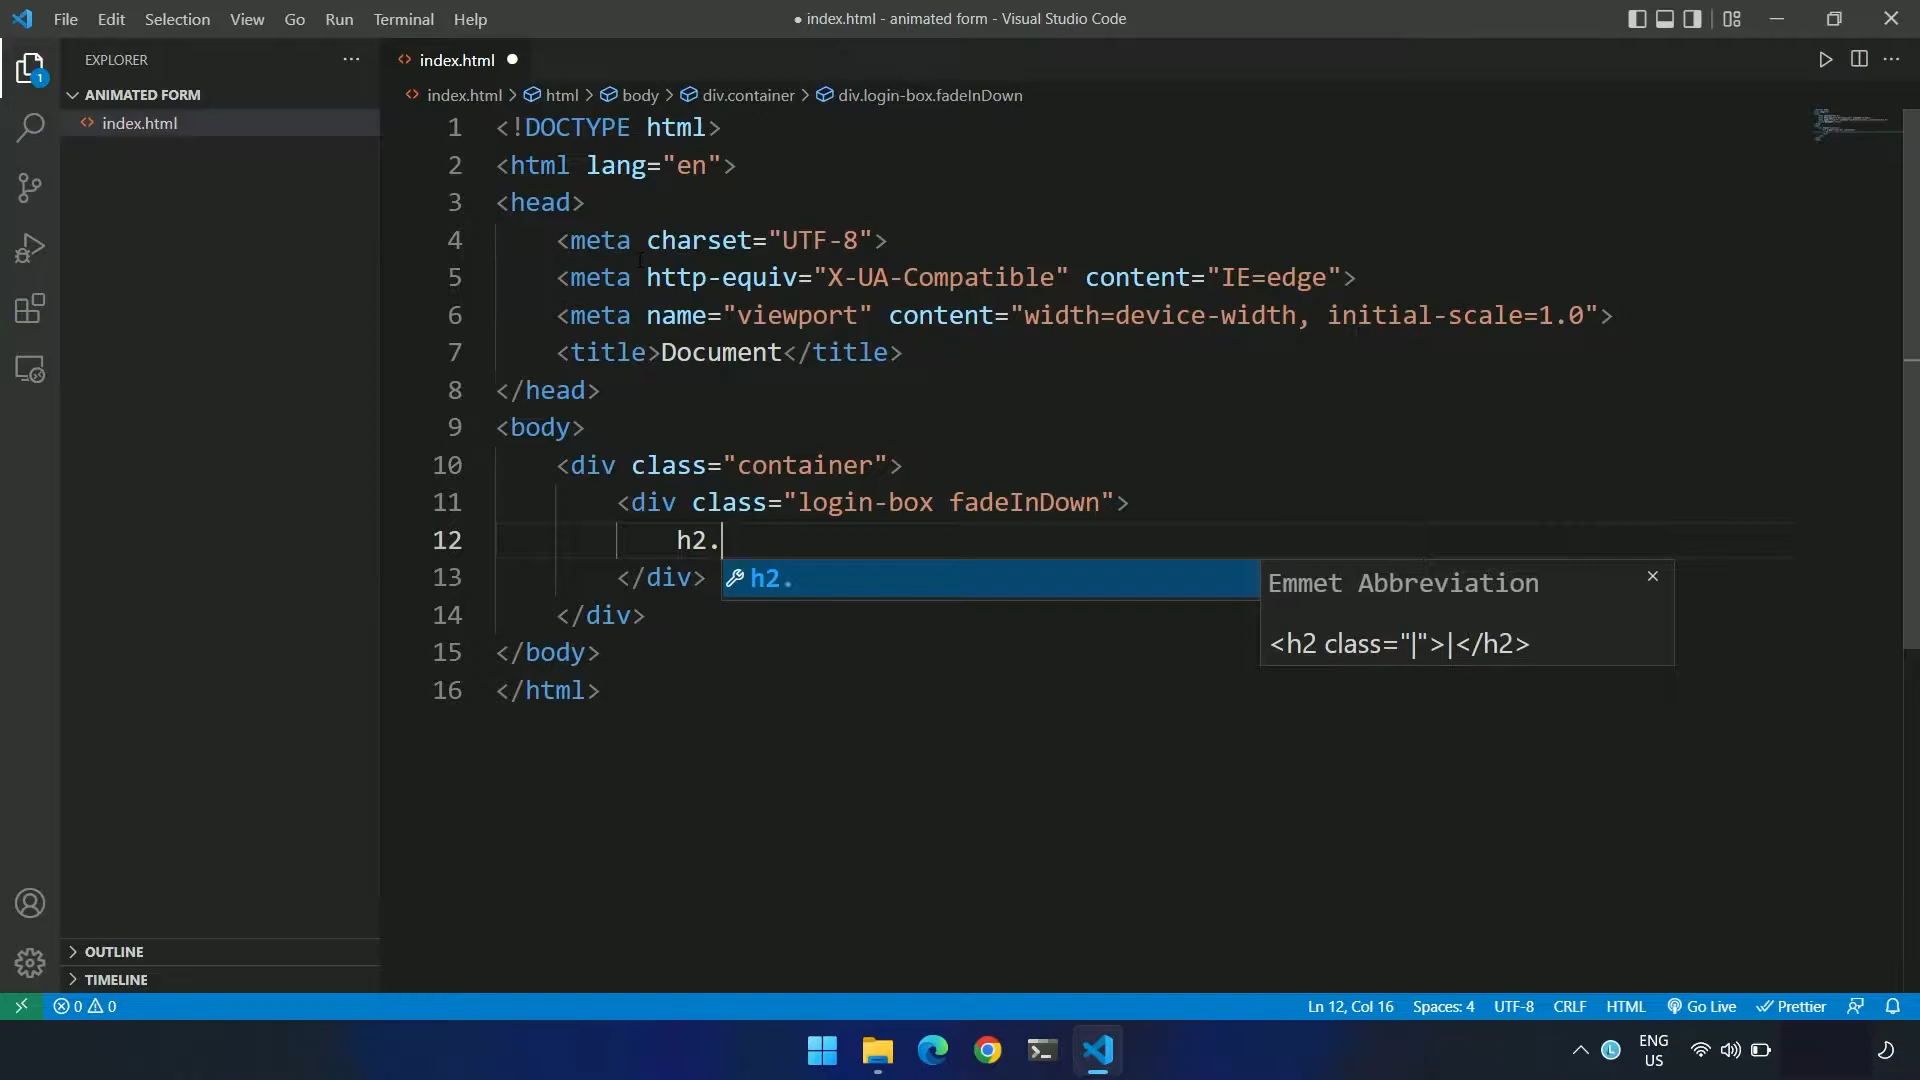 File Edit Selection View Go Run Terminal Help
● index.html - animated form - Visual Studio Code
EXPLORER
index.html
index.html > html > body > div.container > div.login-box.fadeInDown
1
ANIMATED FORM
index.html
1 <!DOCTYPE html>
2 <html lang="en">
3 <head>
4 <meta charset="UTF-8">
5 <meta http-equiv="X-UA-Compatible" content="IE=edge">
6 <meta name="viewport" content="width=device-width, initial-scale=1.0">
7 <title>Document</title>
8 </head>
9 <body>
10 <div class="container">
11 <div class="login-box fadeInDown">
12 h2.
13 </div>
h2.
Emmet Abbreviation
<h2 class="|">|</h2>
14 </div>
15 </body>
16 </html>
OUTLINE
TIMELINE
0 0
Ln 12, Col 16 Spaces: 4 UTF-8 CRLF HTML Go Live Prettier
L
ENG
US